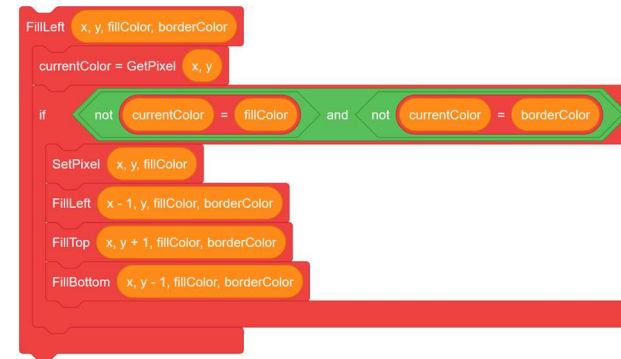 FillLeft x, y, fillColor, borderColor
currentColor = GetPixel x, y
if not currentColor = fillColor and not currentColor = borderColor
SetPixel x, y, fillColor
FillLeft x - 1, y, fillColor, borderColor
FillTop x, y + 1, fillColor, borderColor
FillBottom x, y - 1, fillColor, borderColor